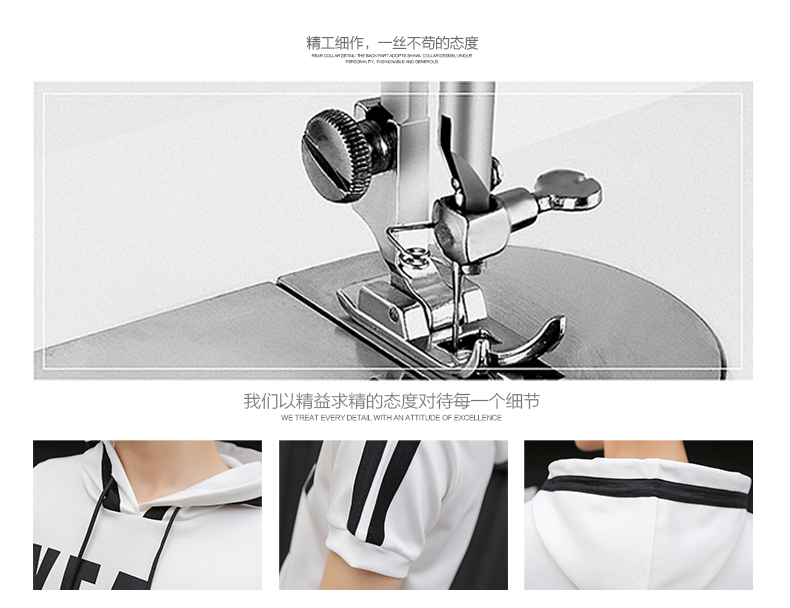 精工细作，一丝不苟的态度
REAR COLLAR DETAIL: THE BACK PART ADOPTS SHAWL COLLAR DESIGN, UNIQUE
PERSONALITY, FASHIONABLE AND GENEROUS
我们以精益求精的态度对待每一个细节
WE TREAT EVERY DETAIL WITH AN ATTITUDE OF EXCELLENCE